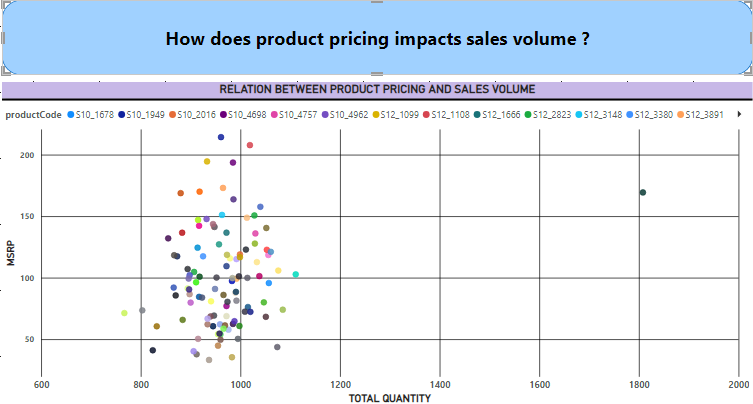 How does product pricing impacts sales volume ?
RELATION BETWEEN PRODUCT PRICING AND SALES VOLUME
productCode S10_1678 S10_1949 S10_2016 S10_4698 S10_4757 S10_4962 S12_1099 S12_1108 S12_1666 S12_2823 S12_3148 S12_3380 S12_3891
200
150
MSRP
100
50
600 800 1000 1200 1400 1600 1800 2000
TOTAL QUANTITY